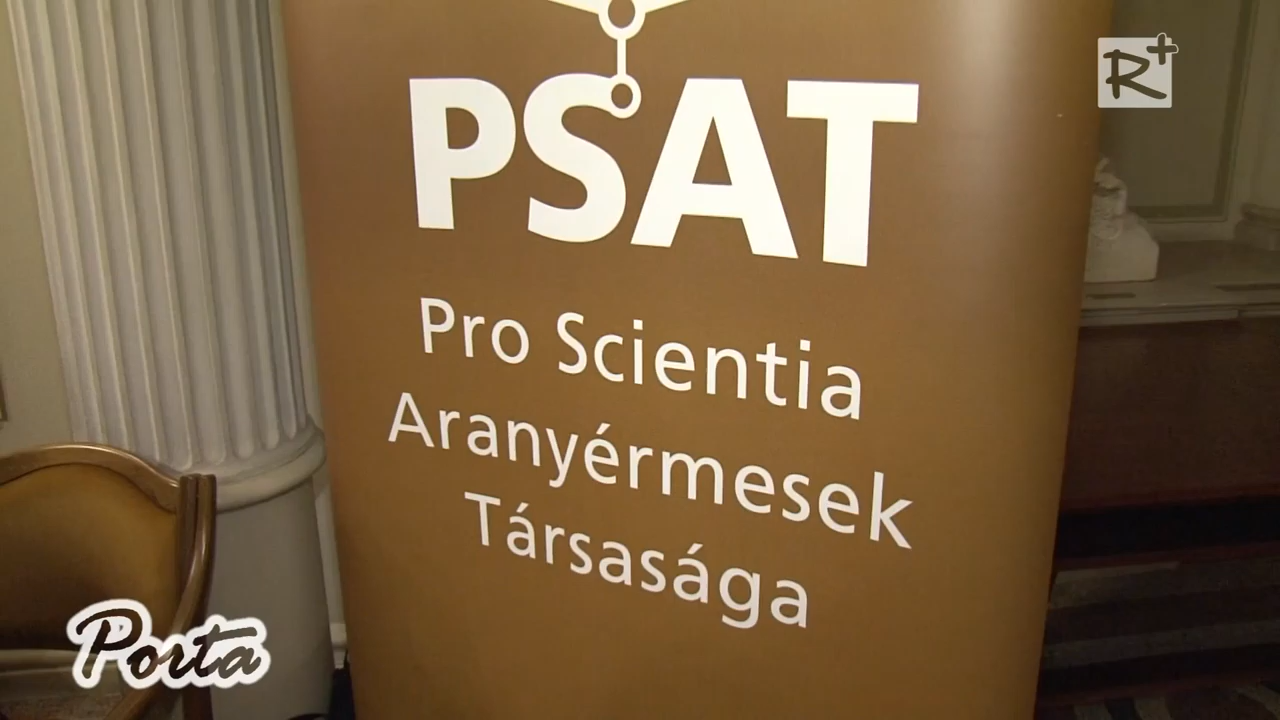 R+
PSAT
Pro Scientia
Aranyérmesek
Társasága
Porta